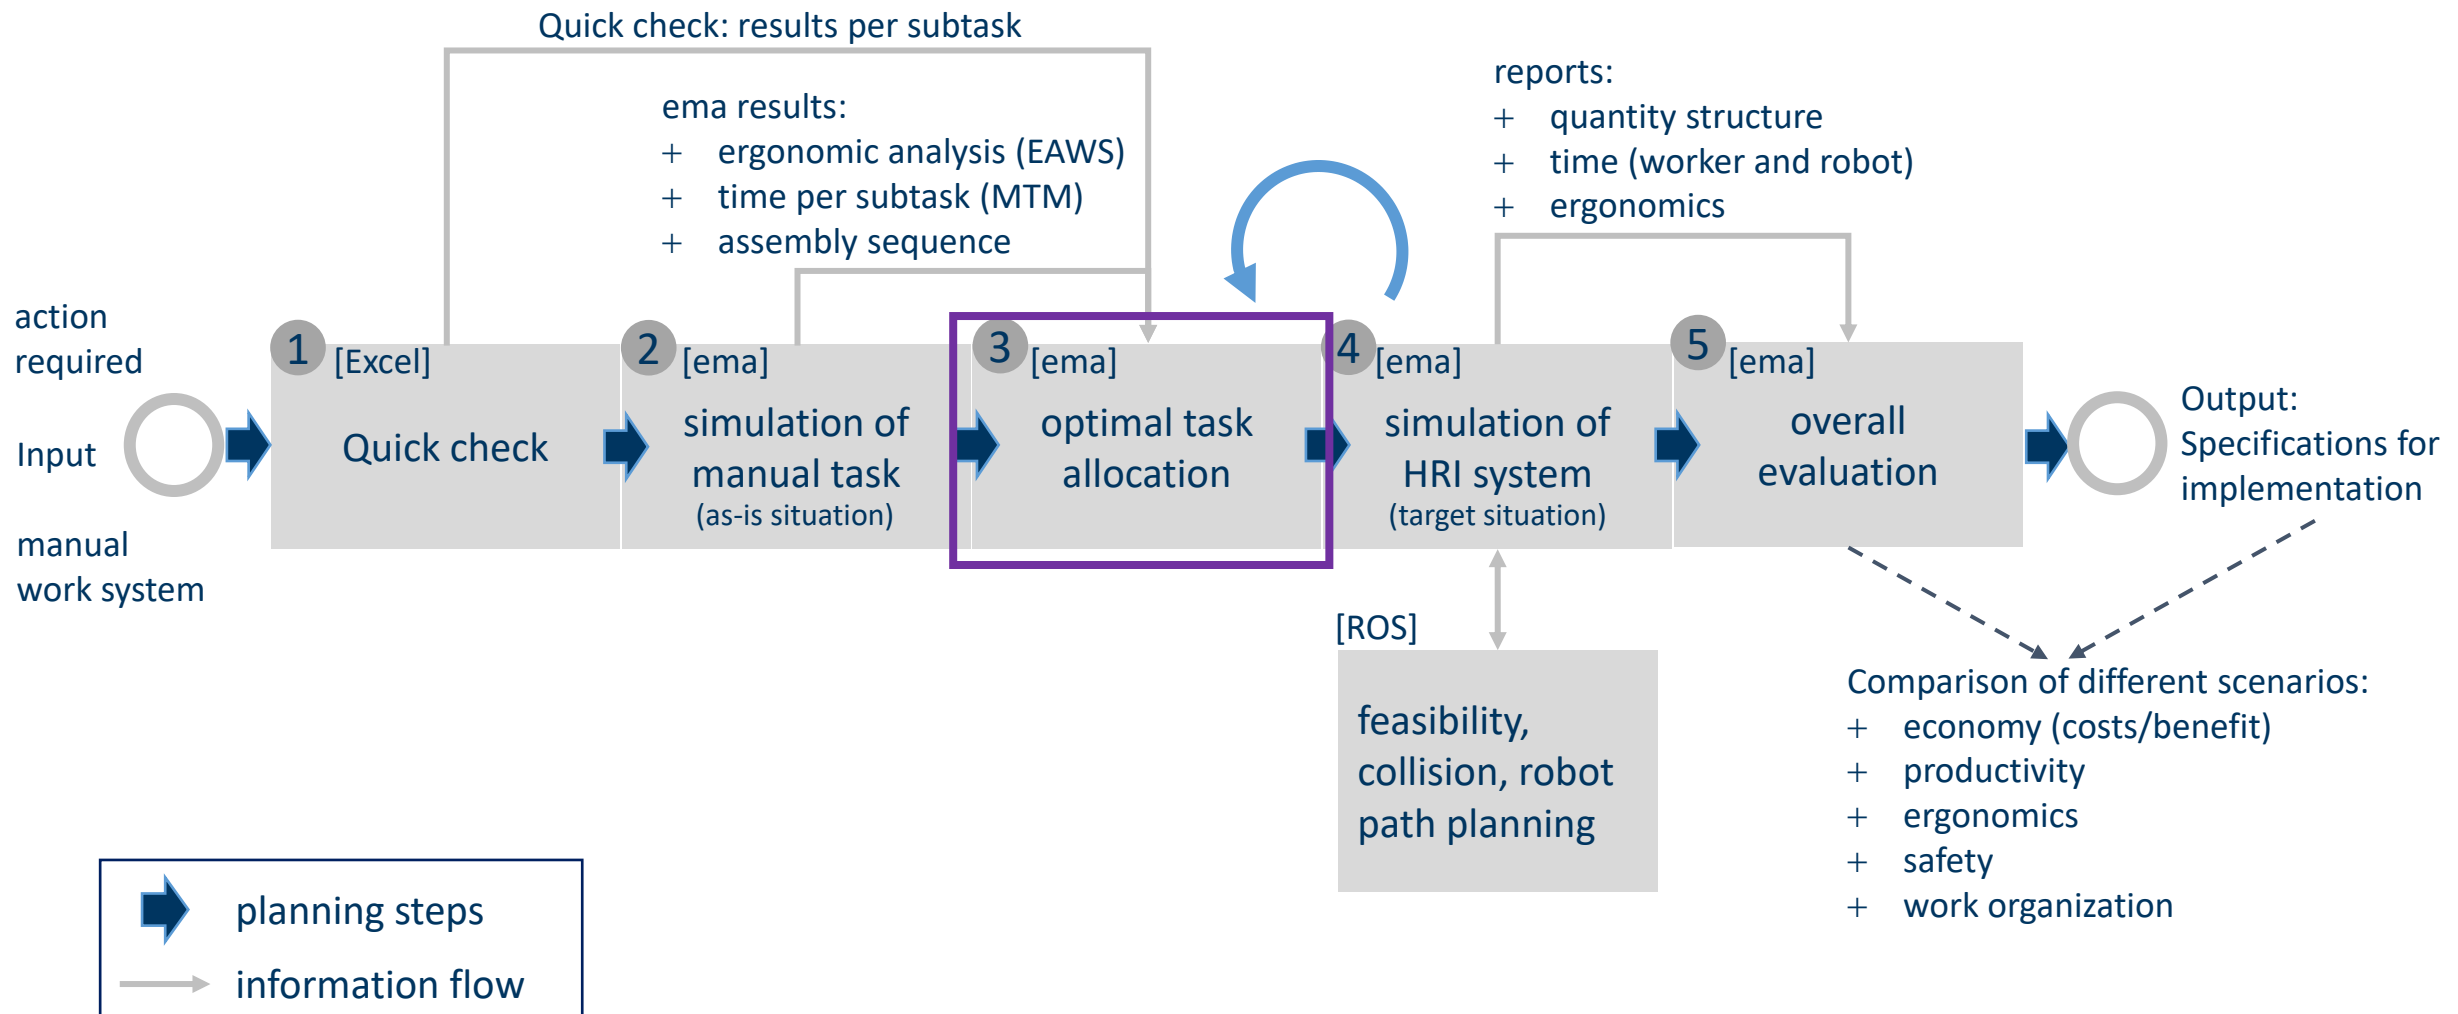 Quick check: results per subtask
ema results:
+ ergonomic analysis (EAWS)
+ time per subtask (MTM)
+ assembly sequence
reports:
+ quantity structure
+ time (worker and robot)
+ ergonomics
action
required
Input
manual
work system
1
[Excel]
Quick check
2
[ema]
simulation of
manual task
(as-is situation)
3
[ema]
optimal task
allocation
4
[ema]
simulation of
HRI system
(target situation)
5
[ema]
overall
evaluation
Output:
Specifications for
implementation
[ROS]
feasibility,
collision, robot
path planning
Comparison of different scenarios:
+ economy (costs/benefit)
+ productivity
+ ergonomics
+ safety
+ work organization
planning steps
information flow